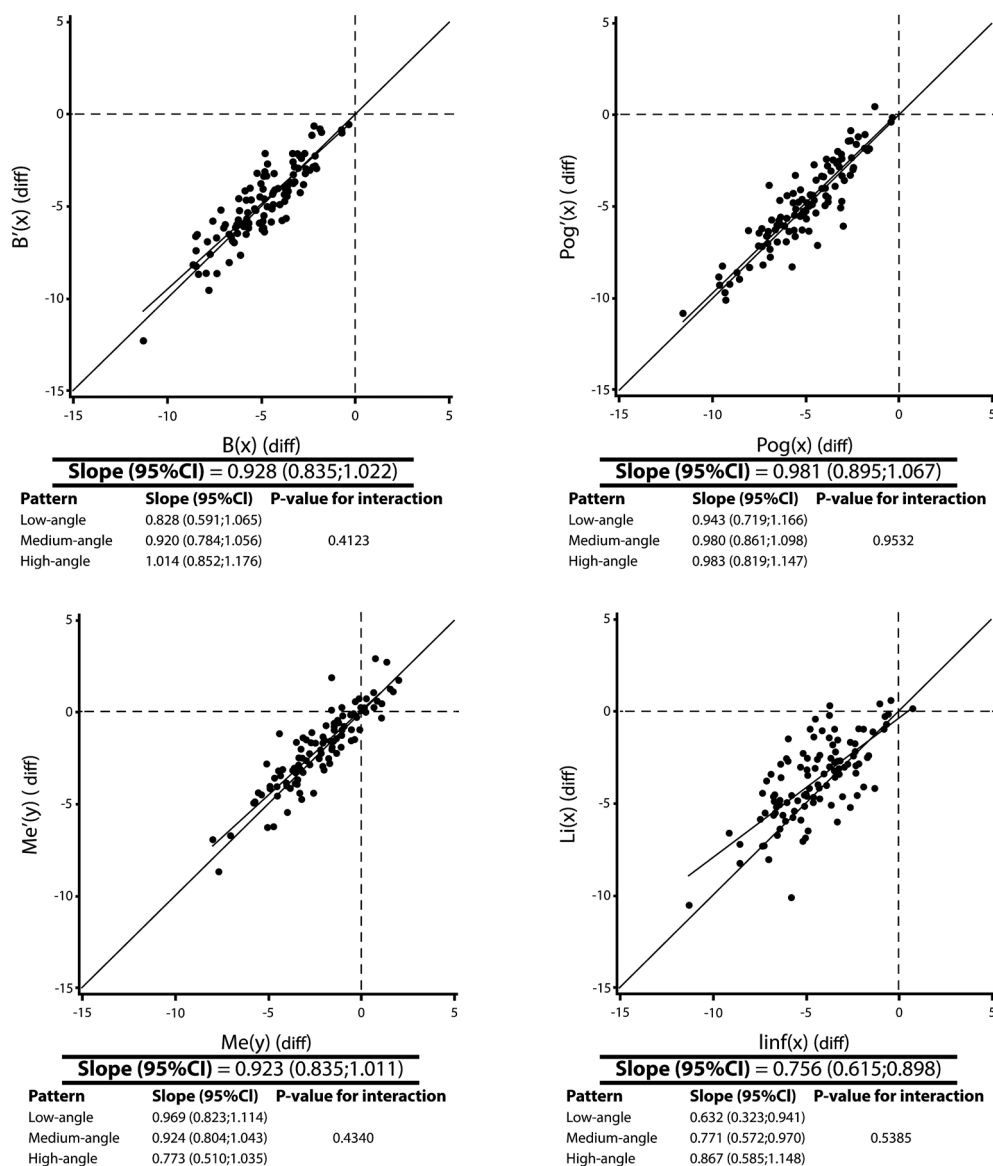 5
0
-5
-10
-15
-15 -10 -5 0 5
B'(x) (diff)
B(x) (diff)
Slope (95%CI) = 0.928 (0.835;1.022)
Pattern Slope (95%CI) P-value for interaction
Low-angle 0.828 (0.591;1.065)
Medium-angle 0.920 (0.784;1.056) 0.4123
High-angle 1.014 (0.852;1.176)
5
0
-5
-10
-15
-15 -10 -5 0 5
Pog'(x) ( diff)
Pog(x) (diff)
Slope (95%CI) = 0.981 (0.895;1.067)
Pattern Slope (95%CI) P-value for interaction
Low-angle 0.943 (0.719;1.166)
Medium-angle 0.980 (0.861;1.098) 0.9532
High-angle 0.983 (0.819;1.147)
5
0
-5
-10
-15
-15 -10 -5 0 5
Me'(y) ( diff)
Me(y) (diff)
Slope (95%CI) = 0.923 (0.835;1.011)
Pattern Slope (95%CI) P-value for interaction
Low-angle 0.969 (0.823;1.114)
Medium-angle 0.924 (0.804;1.043) 0.4340
High-angle 0.773 (0.510;1.035)
5
0
-5
-10
-15
-15 -10 -5 0 5
Li(x) (diff)
Iinf(x) (diff)
Slope (95%CI) = 0.756 (0.615;0.898)
Pattern Slope (95%CI) P-value for interaction
Low-angle 0.632 (0.323;0.941)
Medium-angle 0.771 (0.572;0.970) 0.5385
High-angle 0.867 (0.585;1.148)